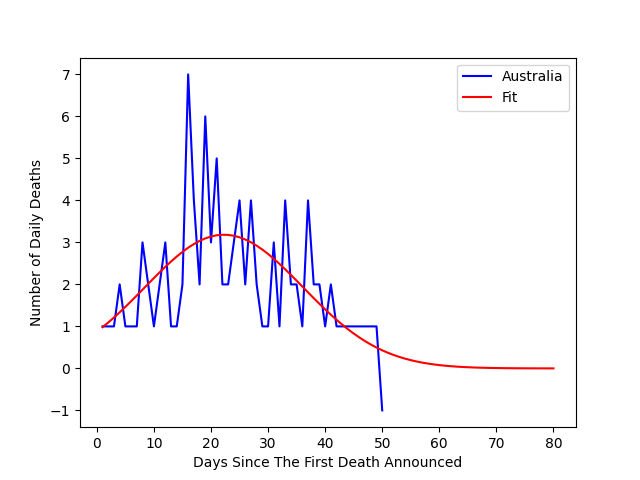 Australia
Fit
7
6
5
4
3
2
1
0
−1
Number of Daily Deaths
0 10 20 30 40 50 60 70 80
Days Since The First Death Announced